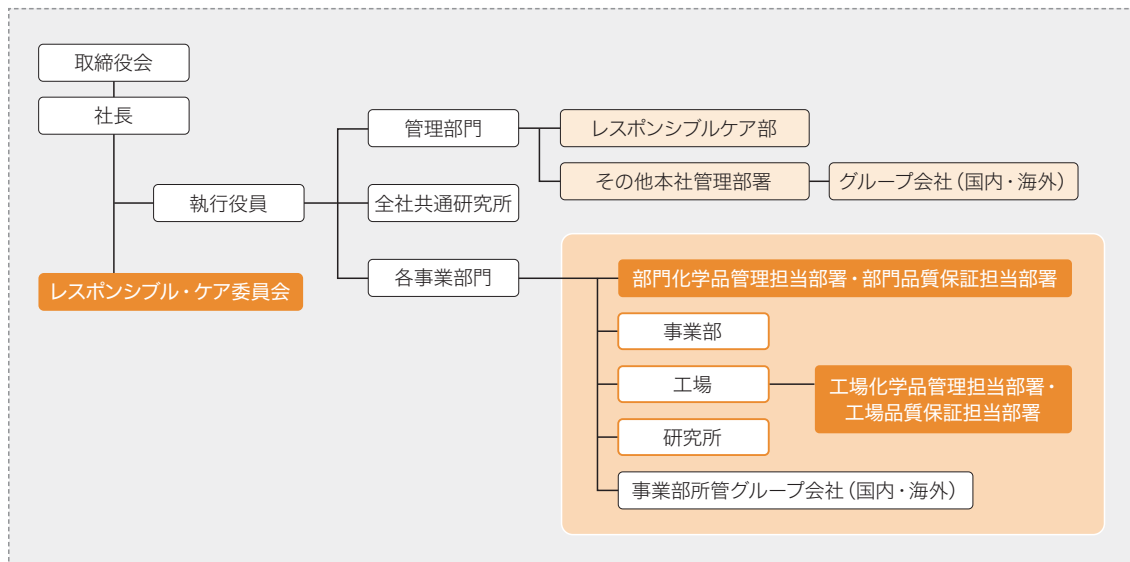 取締役会
社長
執行役員
レスポンシブル・ケア委員会
管理部門
全社共通研究所
各事業部門
レスポンシブルケア部
その他本社管理部署
グループ会社（国内・海外）
部門化学品管理担当部署・部門品質保証担当部署
事業部
工場
工場化学品管理担当部署・
工場品質保証担当部署
研究所
事業部所管グループ会社（国内・海外）